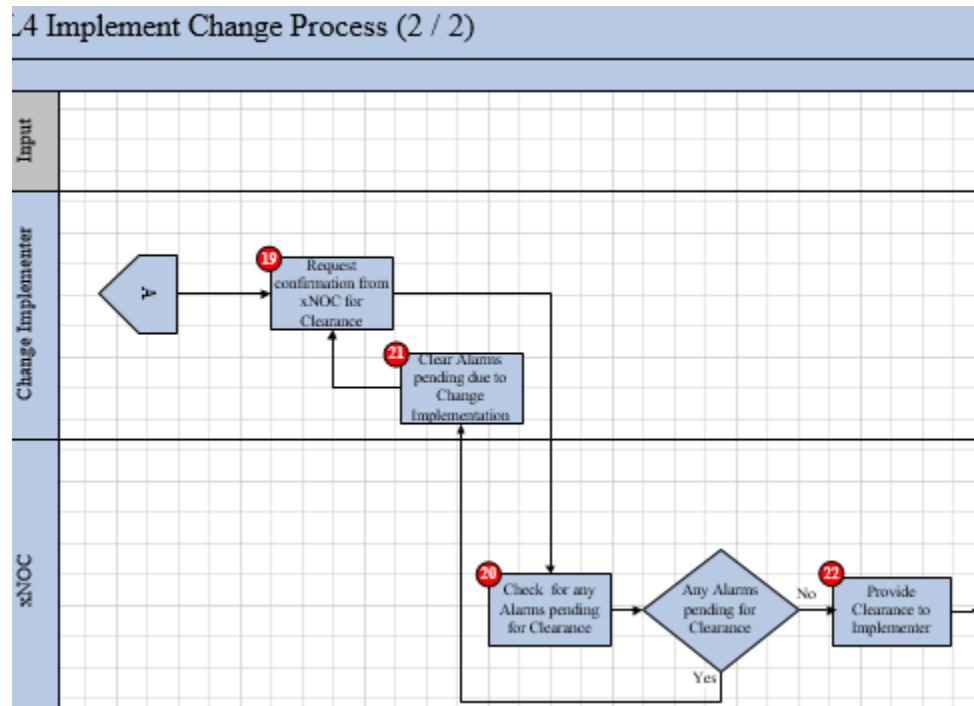 L4 Implement Change Process (2 / 2)
Input
Change Implementer
A
19
Request
confirmation from
xNOC for
Clearance
21
Clear Alarms
pending due to
Change
Implementation
xNOC
20
Check for any
Alarms pending
for Clearance
Any Alarms
pending for
Clearance
No
Yes
22
Provide
Clearance to
Implementer